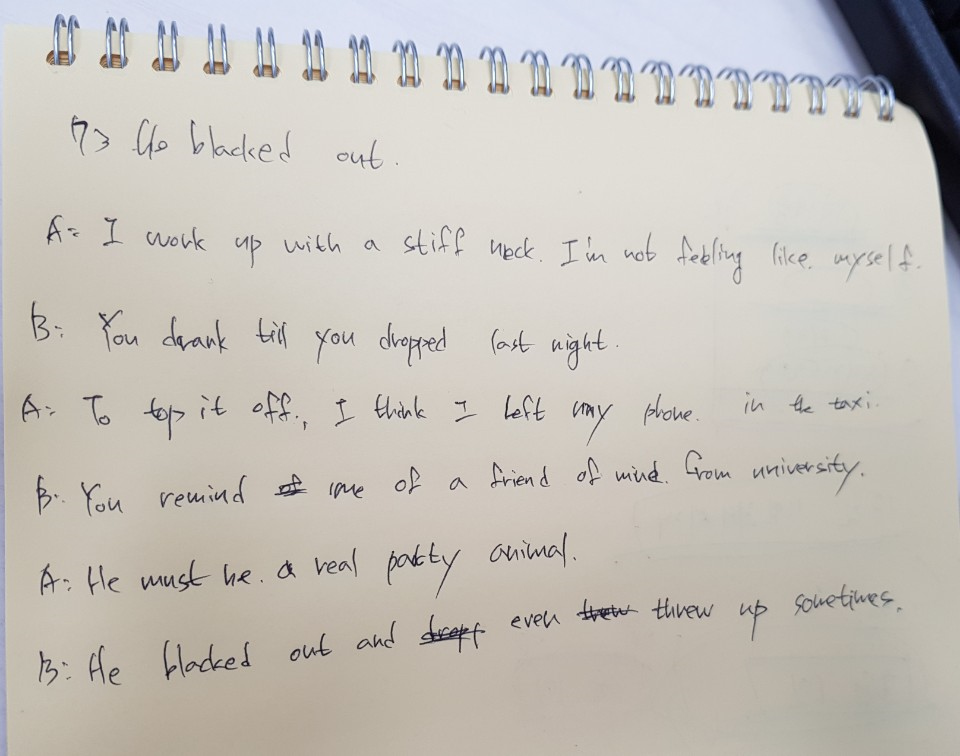 73 He blacked out.
A: I work up with a stiff neck. I'm not feeling like myself.
B: You drank till you dropped last night.
A: To top it off, I think I left my phone. in the taxi.
B: You remind of me of a friend of mind. from university.
A: He must be a real party animal.
B: He blacked out and dropp even trow threw up sometimes.